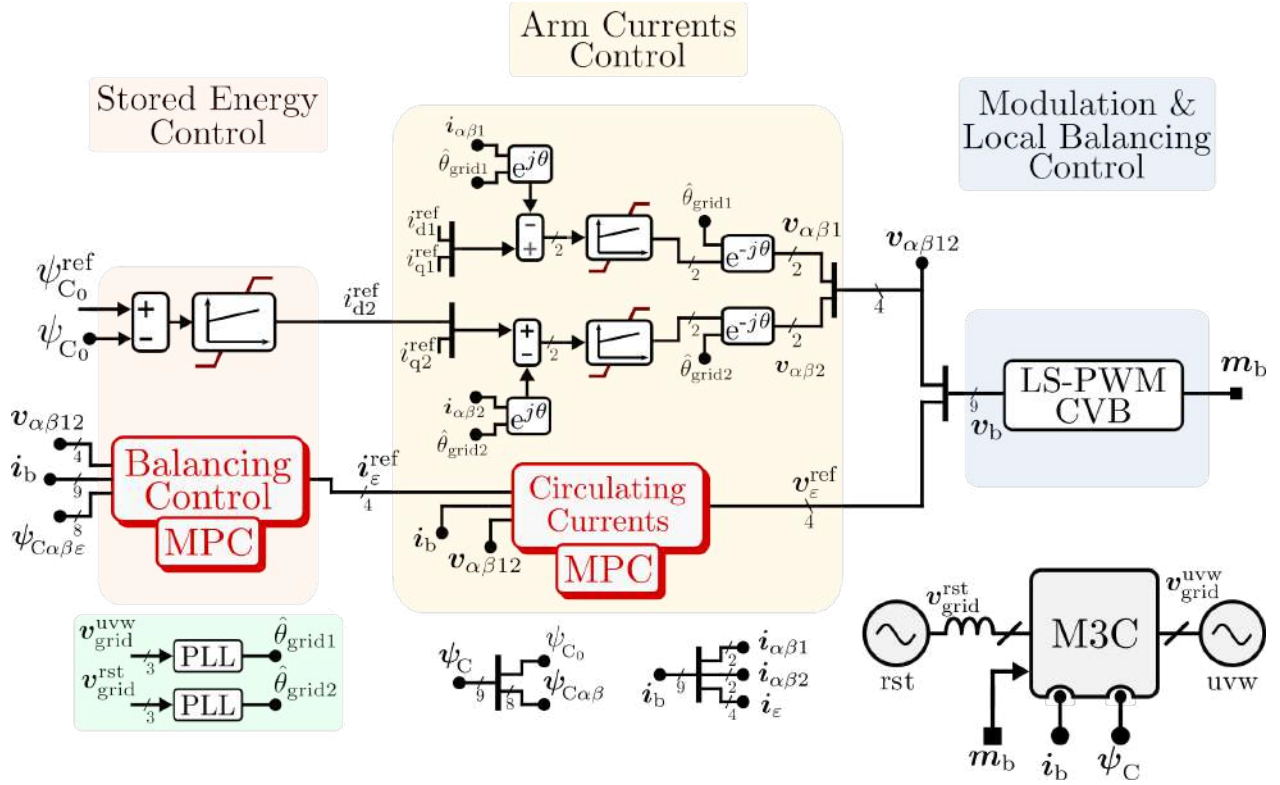 Arm Currents
Control
Stored Energy
Control
Modulation &
Local Balancing
Control
i_αβ1
θ̂_grid1
e^jθ
i_d1^ref
i_q1^ref
−
+
2
θ̂_grid1
2
e^-jθ
v_αβ1
2
v_αβ12
4
ψ_C0^ref
ψ_C0
+
−
i_d2^ref
i_q2^ref
+
−
2
2
e^-jθ
θ̂_grid2
2
v_αβ2
i_αβ2
θ̂_grid2
e^jθ
9
v_b
LS-PWM
CVB
m_b
v_αβ12
4
i_b
9
ψ_Cαβε
8
Balancing
Control
MPC
i_ε^ref
4
i_b
v_αβ12
Circulating
Currents
MPC
v_ε^ref
4
v_grid^uvw
3
PLL
θ̂_grid1
v_grid^rst
3
PLL
θ̂_grid2
ψ_C
9
ψ_C0
8
ψ_Cαβ
i_b
9
2
i_αβ1
2
i_αβ2
4
i_ε
v_grid^rst
rst
M3C
v_grid^uvw
uvw
m_b
i_b
ψ_C